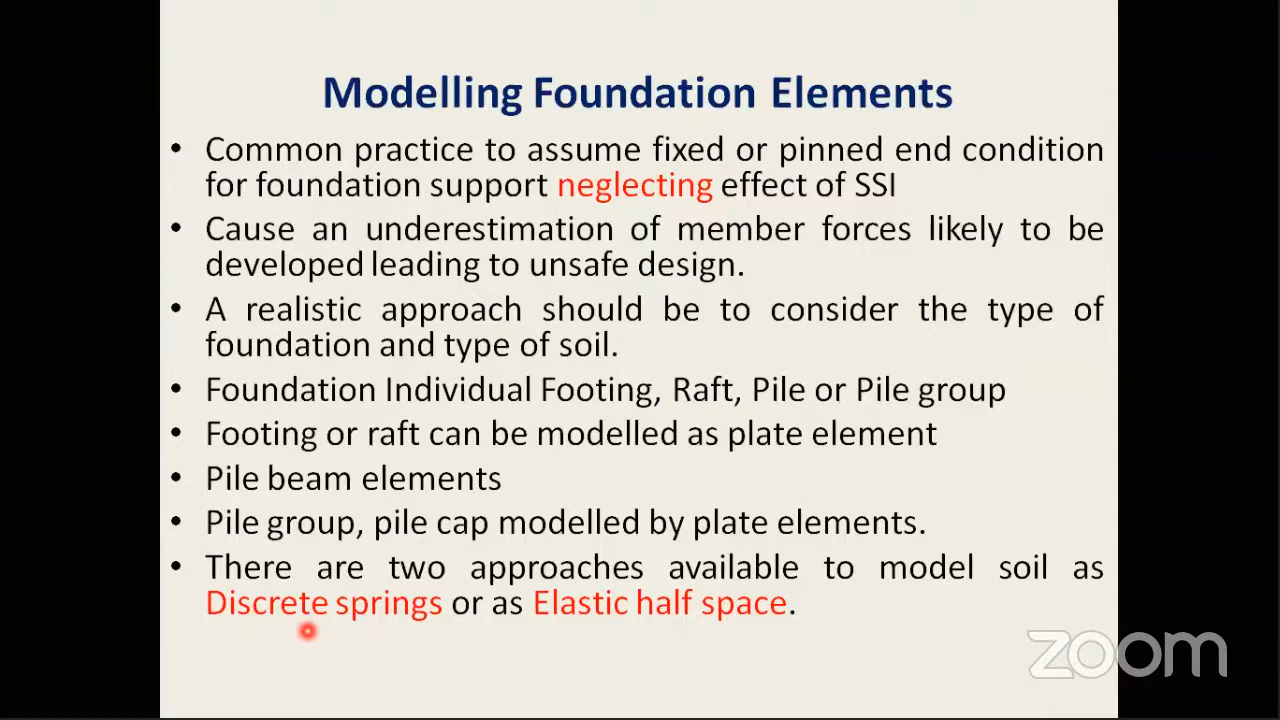 Modelling Foundation Elements
• Common practice to assume fixed or pinned end condition
for foundation support neglecting effect of SSI
• Cause an underestimation of member forces likely to be
developed leading to unsafe design.
• A realistic approach should be to consider the type of
foundation and type of soil.
• Foundation Individual Footing, Raft, Pile or Pile group
• Footing or raft can be modelled as plate element
• Pile beam elements
• Pile group, pile cap modelled by plate elements.
• There are two approaches available to model soil as
Discrete springs or as Elastic half space.
zoom